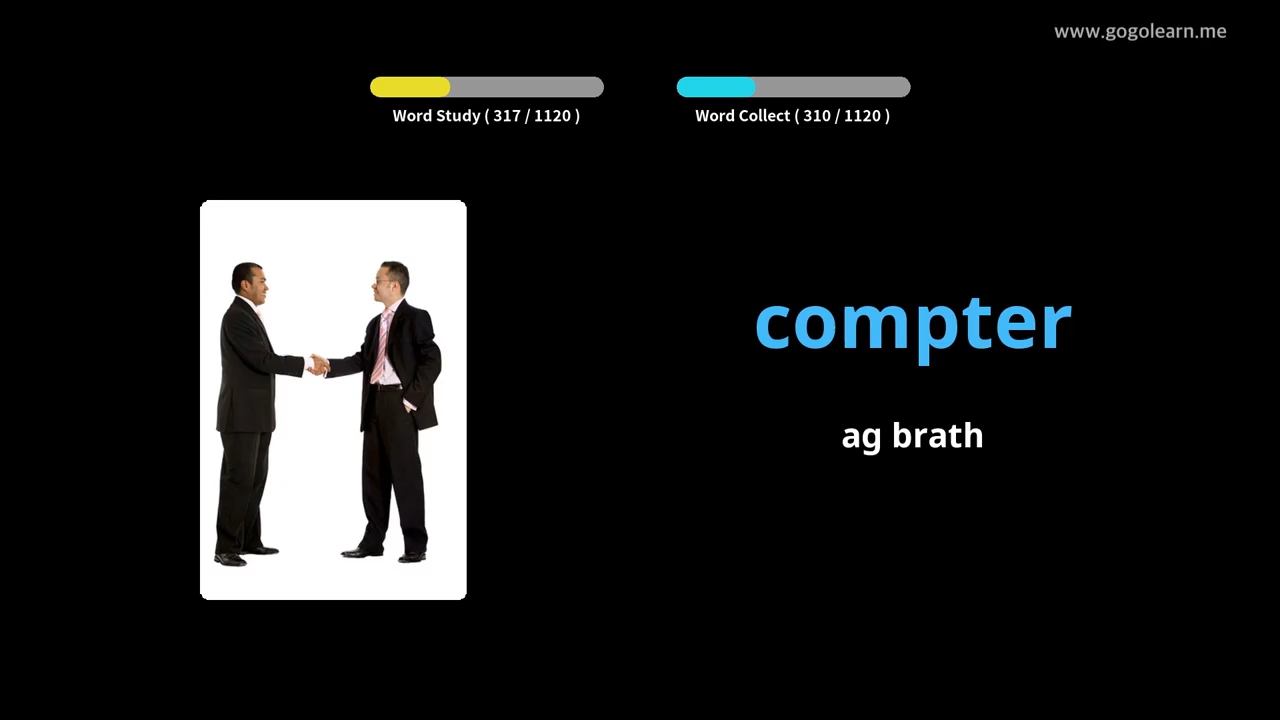 www.gogolearn.me
Word Study ( 317 / 1120 )
Word Collect ( 310 / 1120 )
compter
ag brath